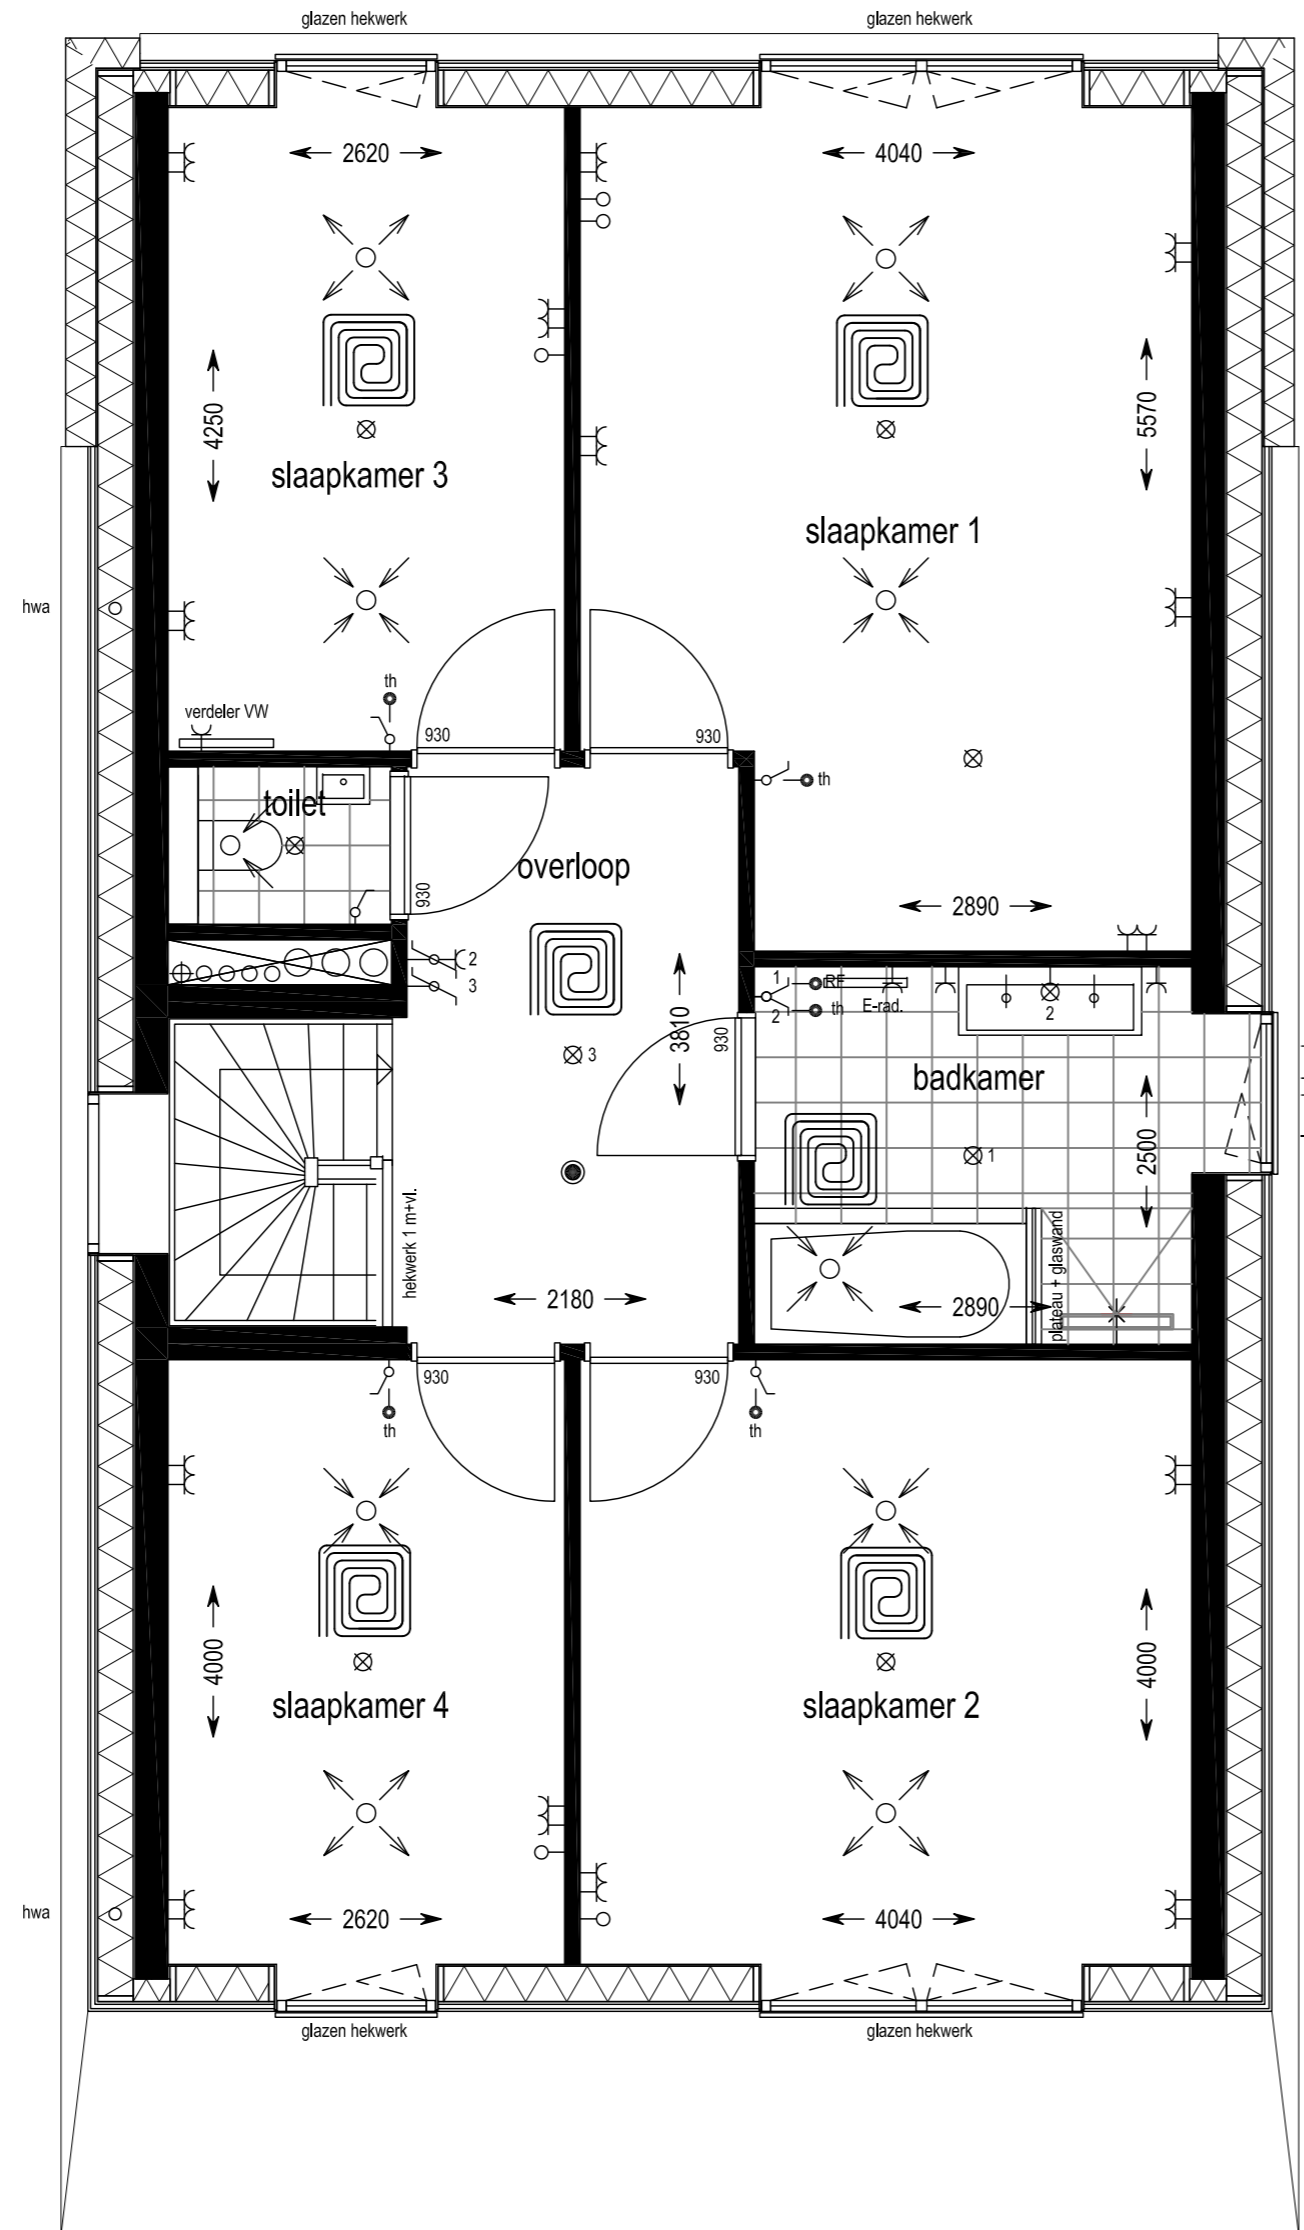 glazen hekwerk
glazen hekwerk
2620
4040
4250
5570
slaapkamer 3
slaapkamer 1
hwa
th
verdeler VW
930
930
th
toilet
overloop
930
2890
2
3
1
RF
2
th
E-rad.
2
3810
930
3
badkamer
1
2500
hekwerk 1 m+vl.
plateau + glaswand
2180
2890
930
930
th
th
4000
4000
slaapkamer 4
slaapkamer 2
hwa
2620
4040
glazen hekwerk
glazen hekwerk